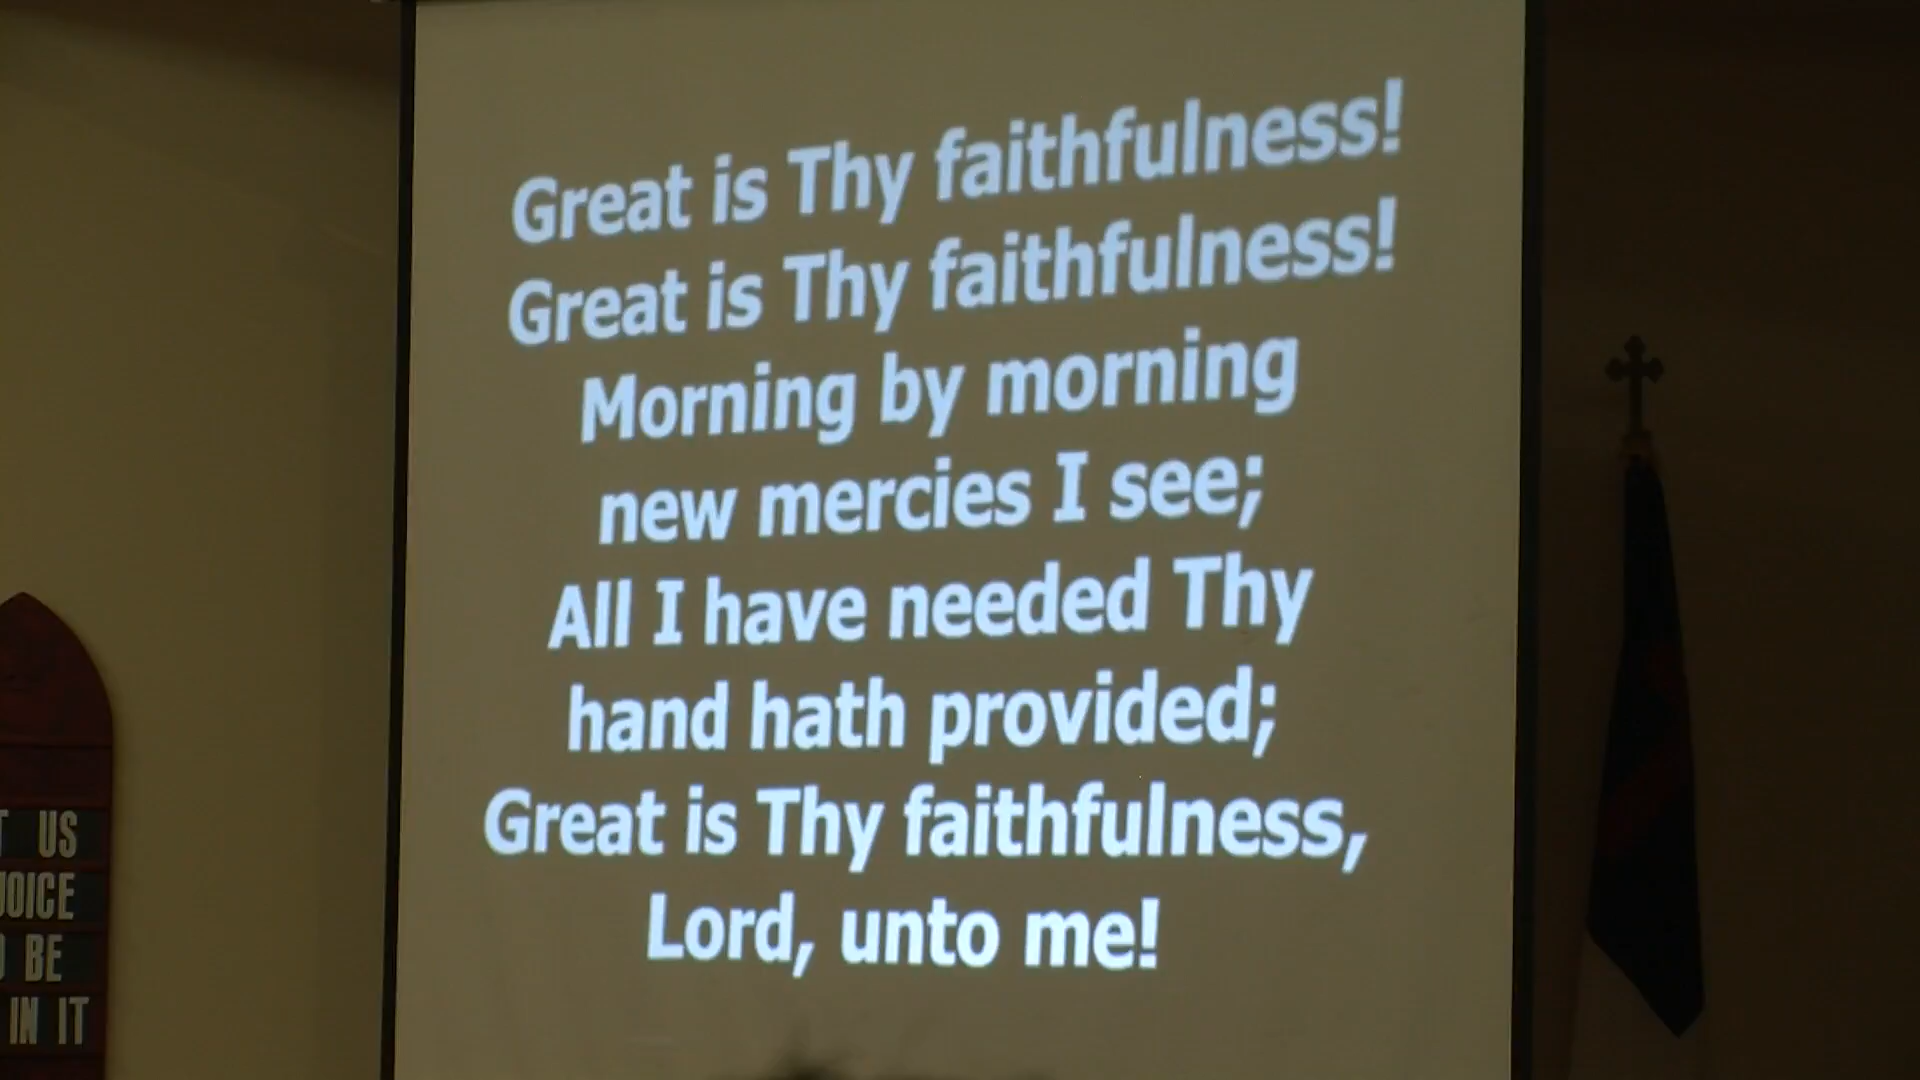 Great is Thy faithfulness!
Great is Thy faithfulness!
Morning by morning
new mercies I see;
All I have needed Thy
hand hath provided;
Great is Thy faithfulness,
Lord, unto me!
US
BE
IN IT